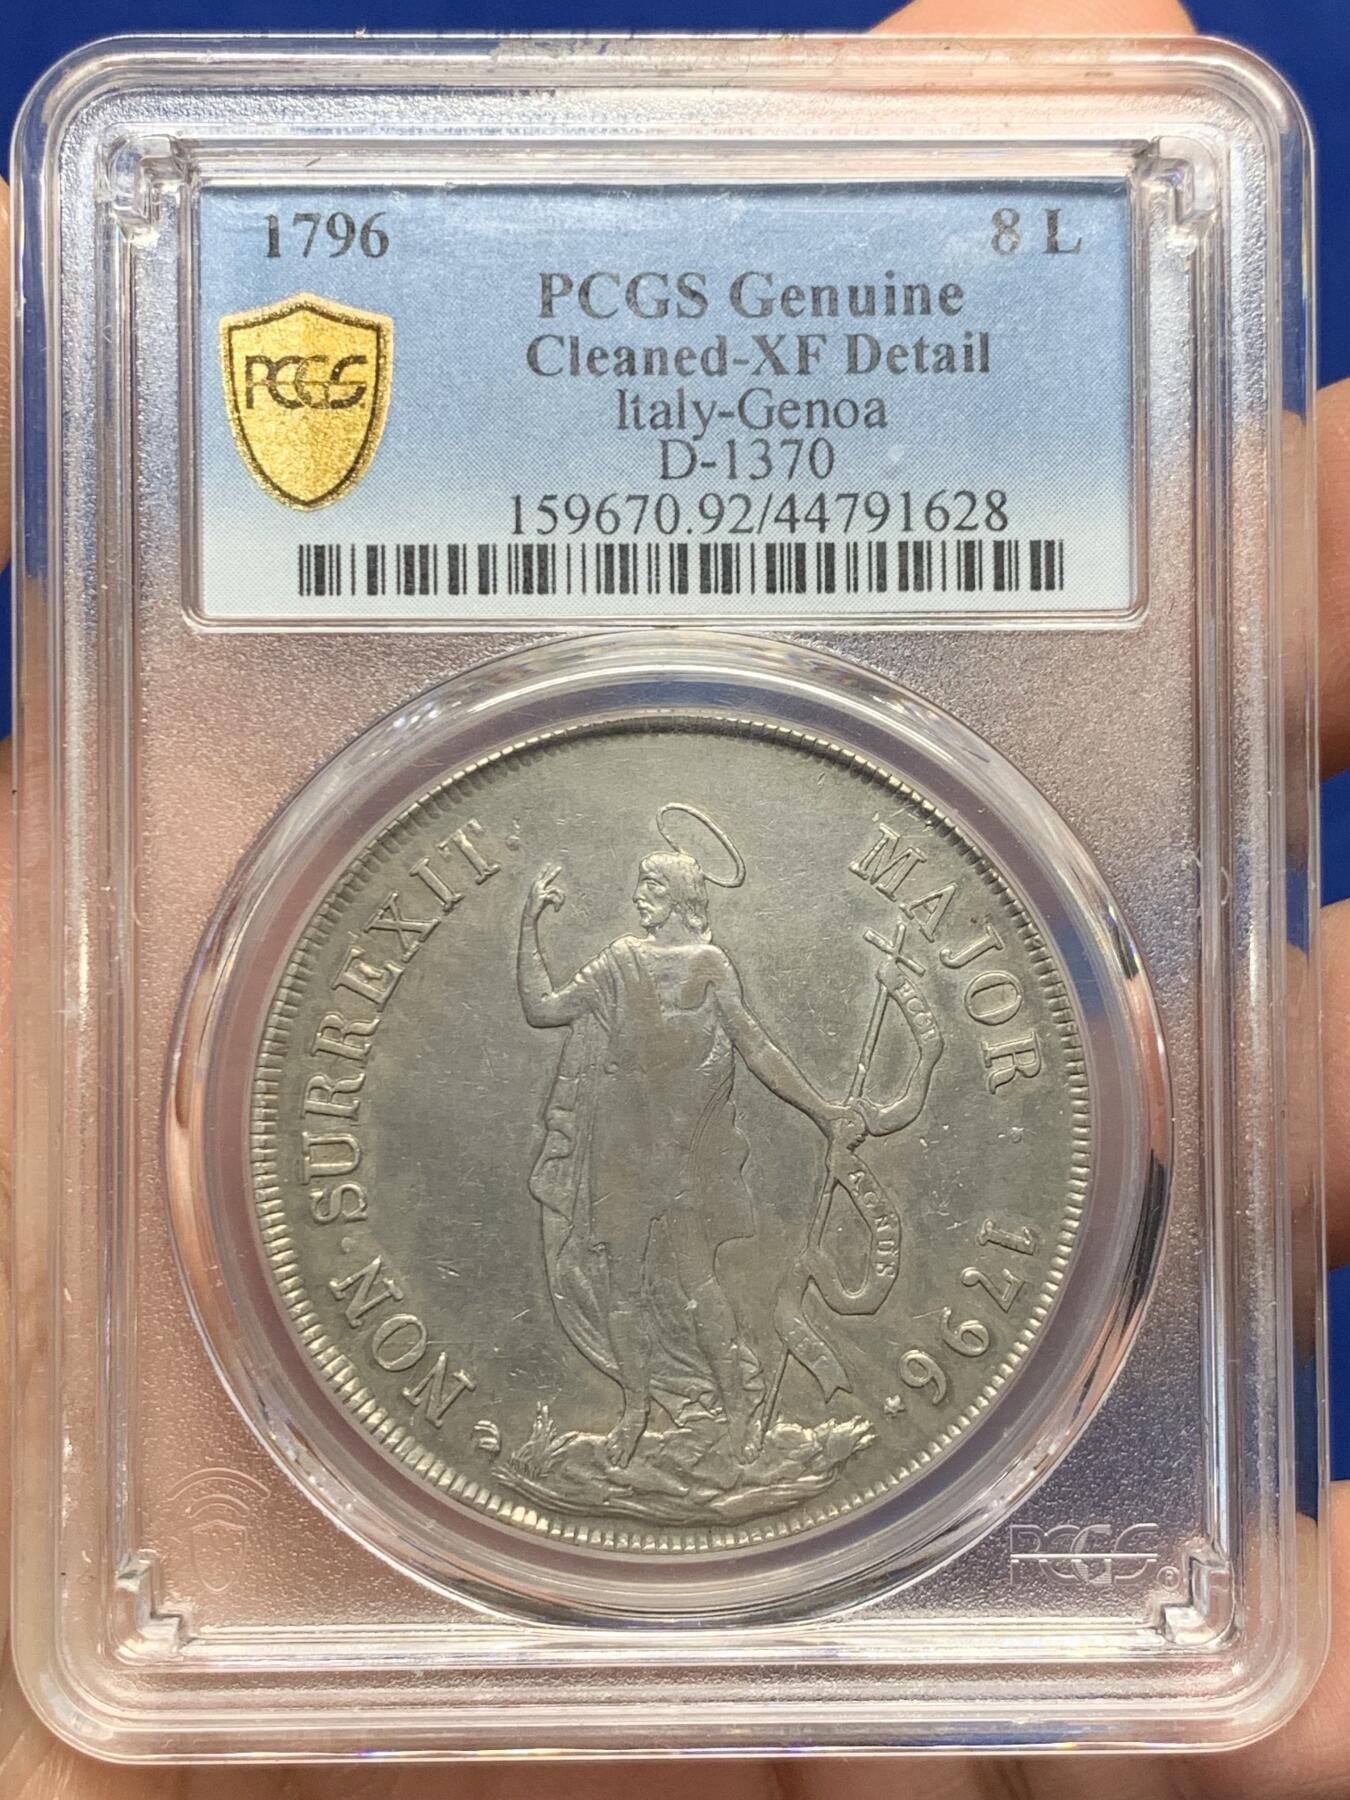 1796 8 L
PCGS Genuine
Cleaned-XF Detail
Italy-Genoa
D-1370
159670.92/44791628
PCGS
NON·SURREXIT· MAJOR 1796*
AGNUS
PCGS®